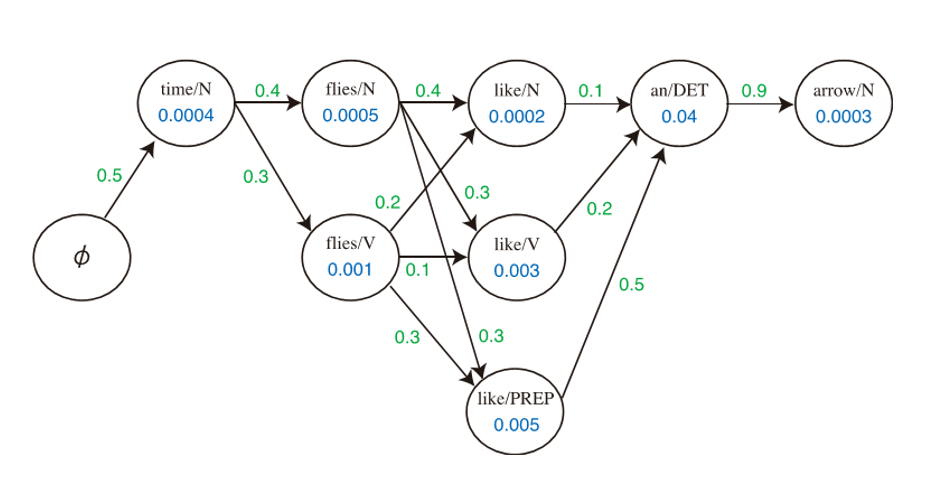 time/N
0.0004
0.4
flies/N
0.0005
0.4
like/N
0.0002
0.1
an/DET
0.04
0.9
arrow/N
0.0003
0.5
0.3
0.2
0.3
0.2
ϕ
flies/V
0.001
0.1
like/V
0.003
0.5
0.3
0.3
like/PREP
0.005